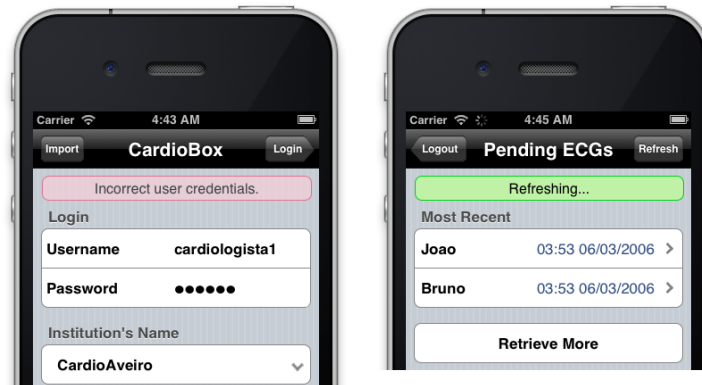 Carrier 4:43 AM
Import CardioBox Login
Incorrect user credentials.
Login
Username cardiologista1
Password ●●●●●●
Institution's Name
CardioAveiro
Carrier 4:45 AM
Logout Pending ECGs Refresh
Refreshing...
Most Recent
Joao 03:53 06/03/2006
Bruno 03:53 06/03/2006
Retrieve More